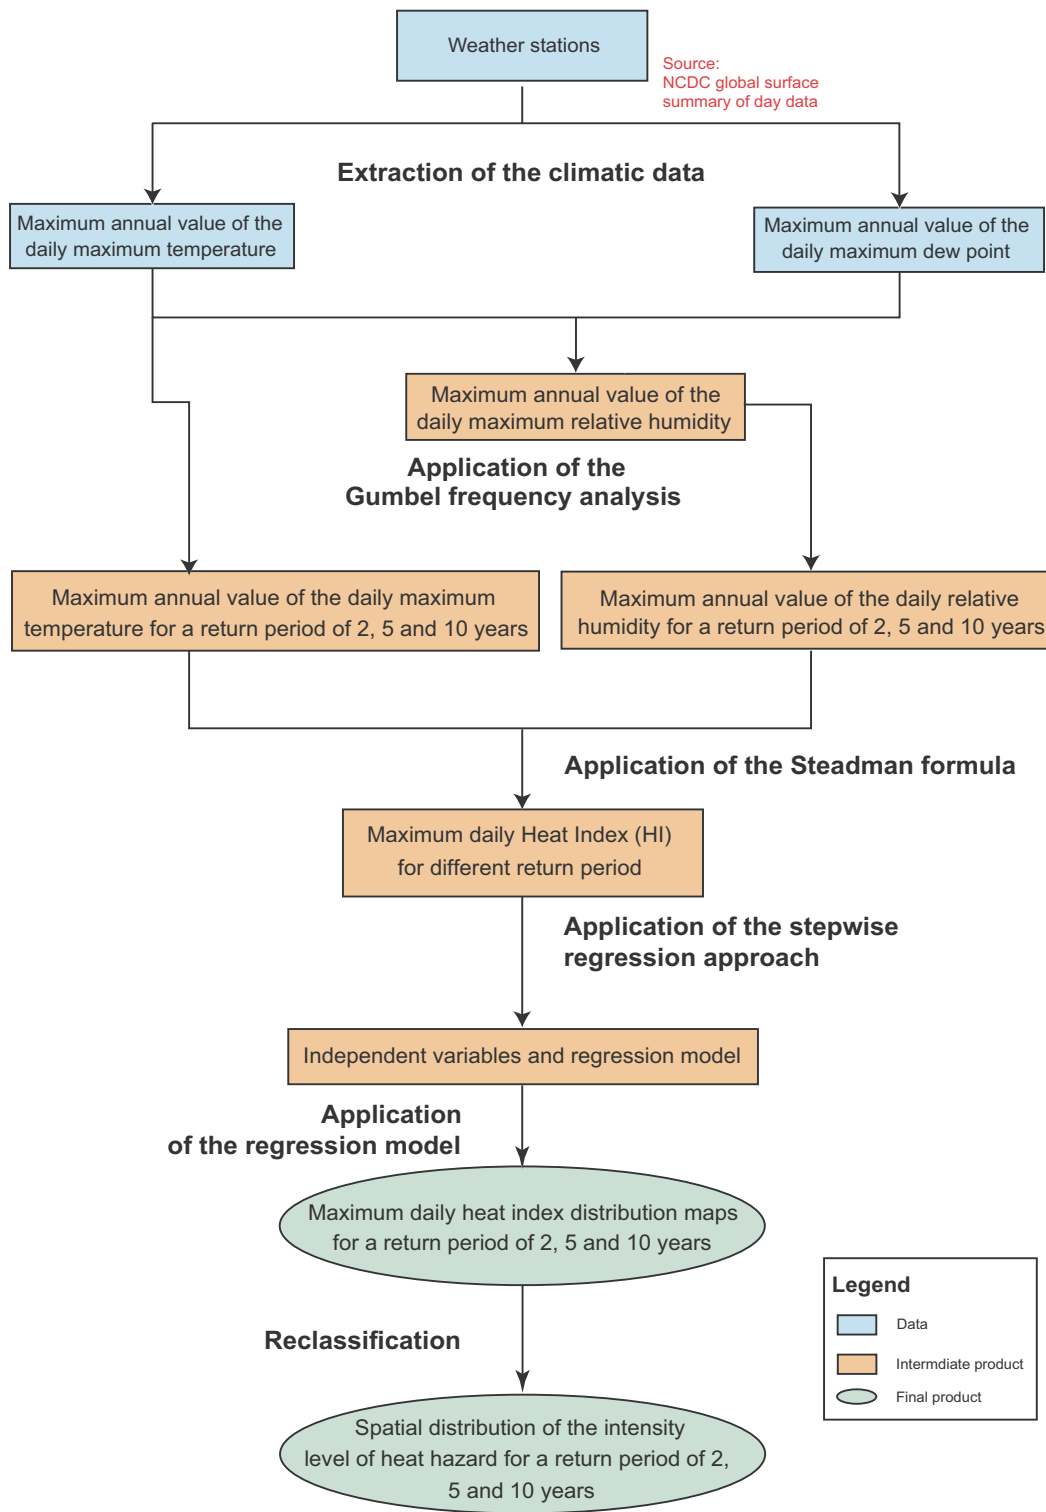 Weather stations
Source:
NCDC global surface
summary of day data
Extraction of the climatic data
Maximum annual value of the
daily maximum temperature
Maximum annual value of the
daily maximum dew point
Maximum annual value of the
daily maximum relative humidity
Application of the
Gumbel frequency analysis
Maximum annual value of the daily maximum
temperature for a return period of 2, 5 and 10 years
Maximum annual value of the daily relative
humidity for a return period of 2, 5 and 10 years
Application of the Steadman formula
Maximum daily Heat Index (HI)
for different return period
Application of the stepwise
regression approach
Independent variables and regression model
Application
of the regression model
Maximum daily heat index distribution maps
for a return period of 2, 5 and 10 years
Reclassification
Spatial distribution of the intensity
level of heat hazard for a return period of 2,
5 and 10 years
Legend
Data
Intermdiate product
Final product